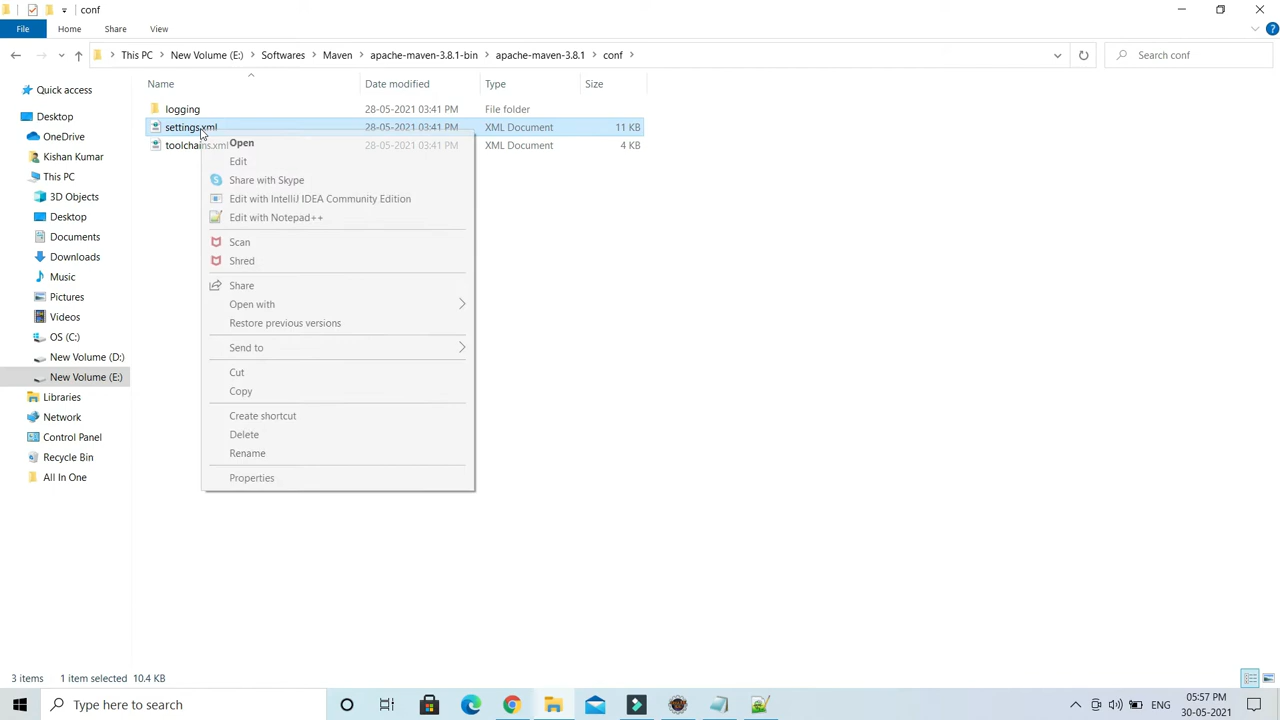 conf
File Home Share View
This PC New Volume (E:) Softwares Maven apache-maven-3.8.1-bin apache-maven-3.8.1 conf
Search conf
Name Date modified Type Size
logging 28-05-2021 03:41 PM File folder
settings.xml 28-05-2021 03:41 PM XML Document 11 KB
toolchains.xml 28-05-2021 03:41 PM XML Document 4 KB
Quick access
Desktop
OneDrive
Kishan Kumar
This PC
3D Objects
Desktop
Documents
Downloads
Music
Pictures
Videos
OS (C:)
New Volume (D:)
New Volume (E:)
Libraries
Network
Control Panel
Recycle Bin
All In One
Open
Edit
Share with Skype
Edit with IntelliJ IDEA Community Edition
Edit with Notepad++
Scan
Shred
Share
Open with
Restore previous versions
Send to
Cut
Copy
Create shortcut
Delete
Rename
Properties
3 items 1 item selected 10.4 KB
Type here to search
ENG
05:57 PM
30-05-2021